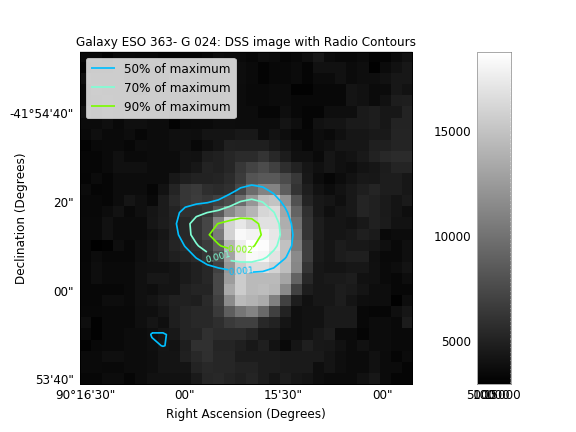 Galaxy ESO 363- G 024: DSS image with Radio Contours
50% of maximum
70% of maximum
90% of maximum
-41°54'40"
20"
00"
53'40"
Declination (Degrees)
0.001
0.002
0.001
90°16'30"
00"
15'30"
00"
Right Ascension (Degrees)
15000
10000
5000